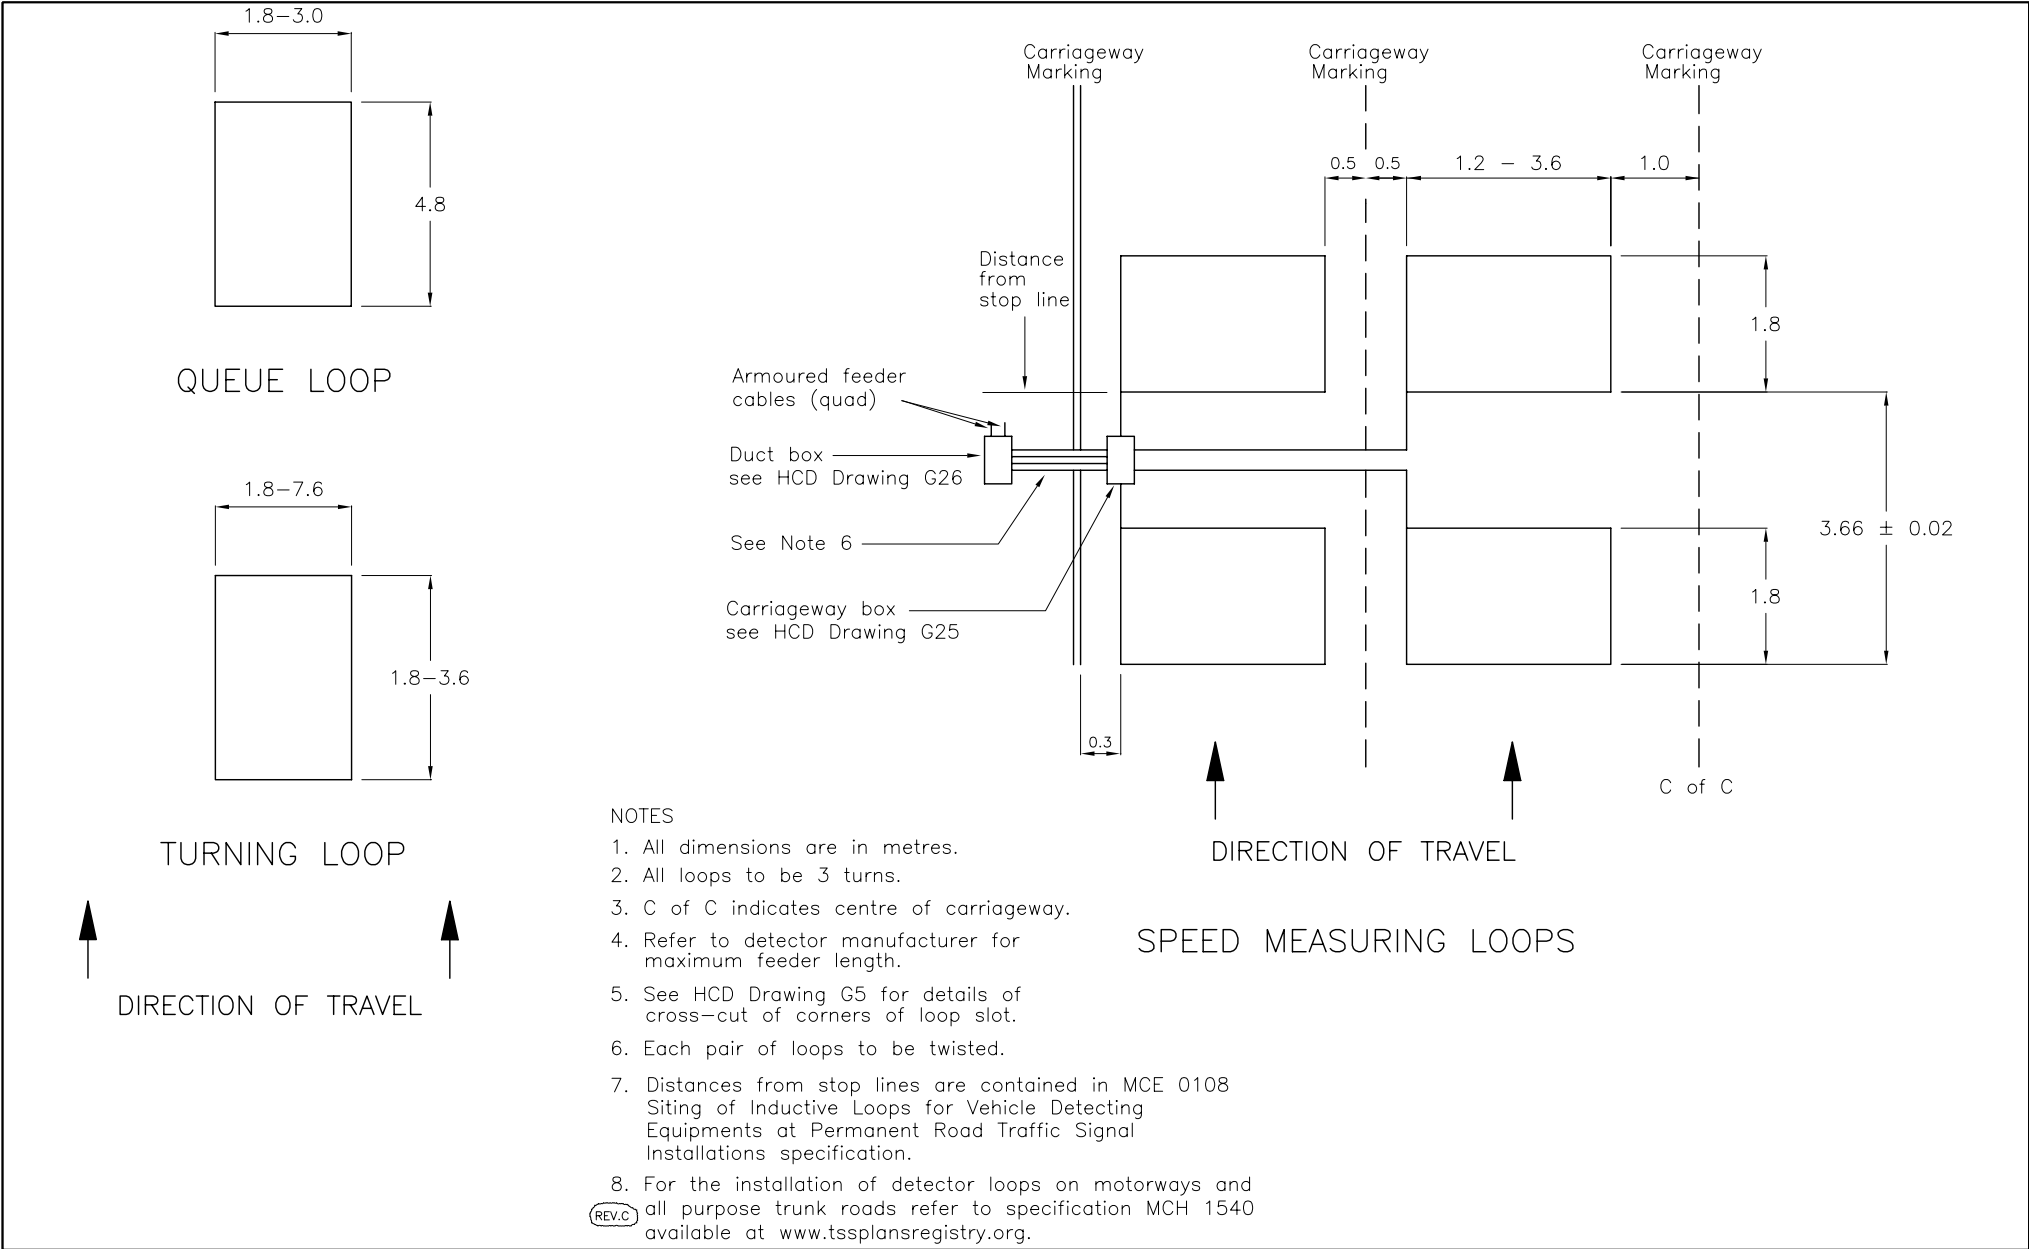 1.8-3.0
4.8
QUEUE LOOP
1.8-7.6
1.8-3.6
TURNING LOOP
DIRECTION OF TRAVEL
Carriageway
Marking
Carriageway
Marking
Carriageway
Marking
0.5
0.5
1.2 - 3.6
1.0
Distance
from
stop line
1.8
Armoured feeder
cables (quad)
Duct box
see HCD Drawing G26
See Note 6
Carriageway box
see HCD Drawing G25
3.66 ± 0.02
1.8
0.3
C of C
DIRECTION OF TRAVEL
SPEED MEASURING LOOPS
NOTES
1. All dimensions are in metres.
2. All loops to be 3 turns.
3. C of C indicates centre of carriageway.
4. Refer to detector manufacturer for
maximum feeder length.
5. See HCD Drawing G5 for details of
cross-cut of corners of loop slot.
6. Each pair of loops to be twisted.
7. Distances from stop lines are contained in MCE 0108
Siting of Inductive Loops for Vehicle Detecting
Equipments at Permanent Road Traffic Signal
Installations specification.
8. For the installation of detector loops on motorways and
REV.C all purpose trunk roads refer to specification MCH 1540
available at www.tssplansregistry.org.